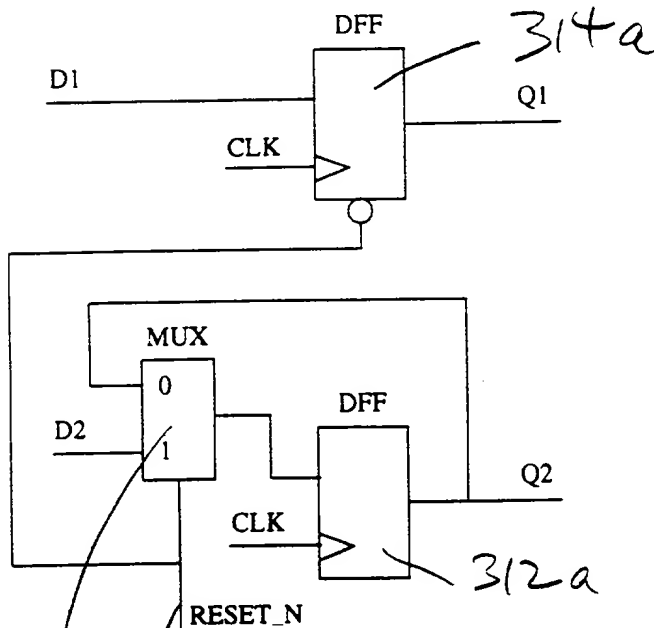 DFF
314a
D1
Q1
CLK
MUX
0
DFF
D2
1
Q2
CLK
312a
RESET_N